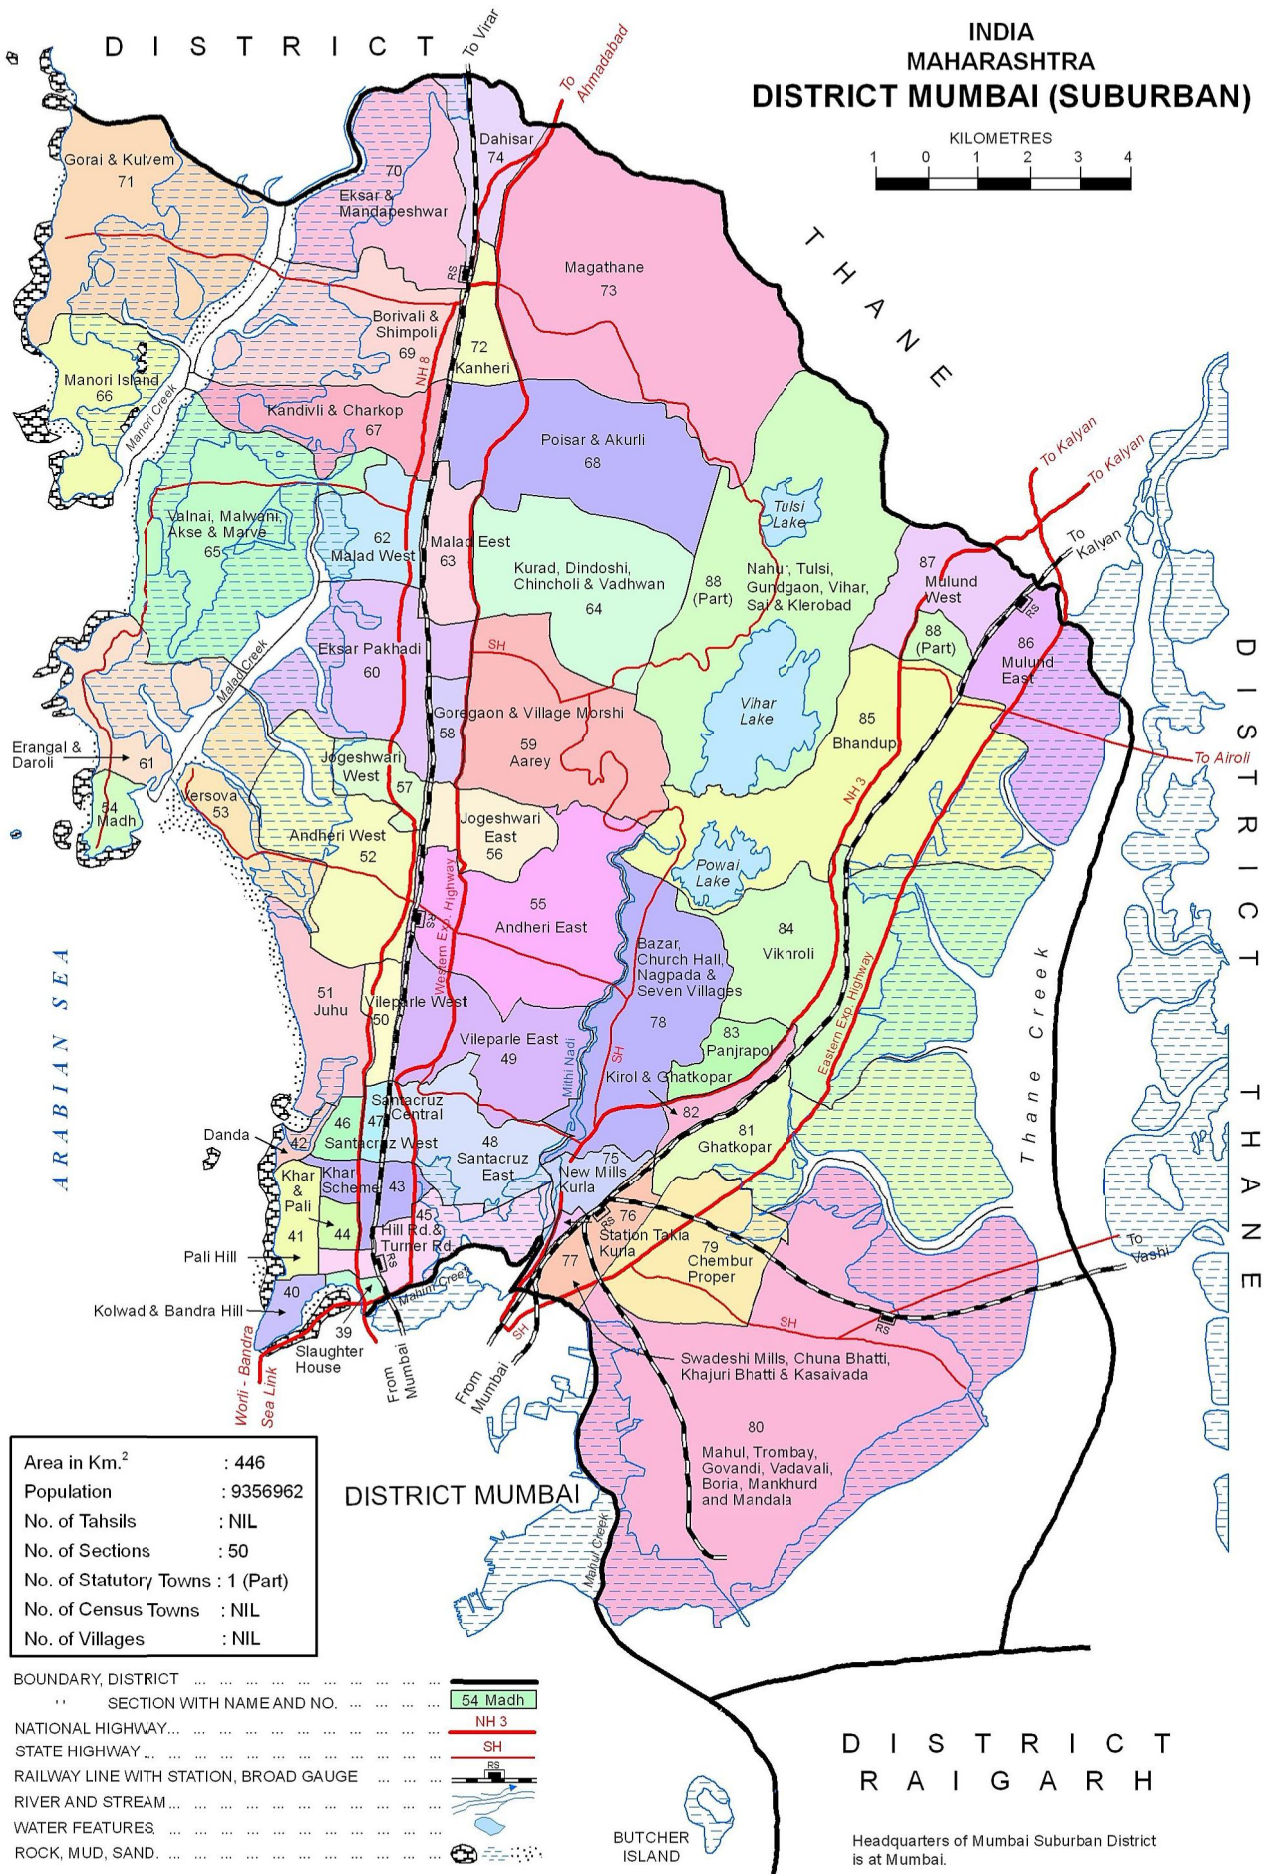 INDIA
MAHARASHTRA
DISTRICT MUMBAI (SUBURBAN)
KILOMETRES
1 0 1 2 3 4
DISTRICT
THANE
DISTRICT THANE
To Virar
To
Ahmadabad
Gorai & Kulvem
71
70
Eksar &
Mandapeshwar
Dahisar
74
Magathane
73
RS
Borivali &
Shimpoli
69
NH 8
72
Kanheri
Manori Island
66
Manori Creek
Kandivli & Charkop
67
Poisar & Akurli
68
To Kalyan
To Kalyan
To
Kalyan
Tulsi
Lake
Valnai, Malwani,
Akse & Marve
65
62
Malad West
Malad East
63
Kurad, Dindoshi,
Chincholi & Vadhwan
64
88
(Part)
Nahur, Tulsi,
Gundgaon, Vihar,
Sai & Klerobad
87
Mulund
West
RS
88
(Part)
86
Mulund
East
Eksar Pakhadi
60
SH
Malad Creek
Vihar
Lake
Goregaon & Village Morshi
58
59
Aarey
85
Bhandup
Erangal &
Daroli
61
To Airoli
Jogeshwari
West
57
NH 3
54
Madh
Versova
53
Andheri West
52
Jogeshwari
East
56
Powai
Lake
Western Exp. Highway
RS
55
Andheri East
84
Vikhroli
Bazar,
Church Hall,
Nagpada &
Seven Villages
78
ARABIAN SEA
Thane Creek
Eastern Exp. Highway
51
Juhu
Vileparle West
50
Vileparle East
49
Mithi Nadi
SH
83
Panjrapol
Kirol & Ghatkopar
82
Santacruz
Central
46
47
Santacruz West
48
Santacruz
East
81
Ghatkopar
Danda
42
Khar
&
Pali
Khar
Scheme
43
75
New Mills
Kurla
41
44
45
Hill Rd.&
Turner Rd
RS
76
Station Takia
Kurla
RS
77
79
Chembur
Proper
To
Vashi
Pali Hill
Kolwad & Bandra Hill
40
39
Mahim Creek
Slaughter
House
SH
SH
RS
Worli - Bandra
Sea Link
From
Mumbai
From
Mumbai
Swadeshi Mills, Chuna Bhatti,
Khajuri Bhatti & Kasaivada
80
Mahul, Trombay,
Govandi, Vadavali,
Boria, Mankhurd
and Mandala
Mahul Creek
DISTRICT MUMBAI
Area in Km.2 : 446
Population : 9356962
No. of Tahsils : NIL
No. of Sections : 50
No. of Statutory Towns : 1 (Part)
No. of Census Towns : NIL
No. of Villages : NIL
BOUNDARY, DISTRICT ... ... ... ... ... ... ... ... ... ...
'' SECTION WITH NAME AND NO. ... ... ... ... 54 Madh
NATIONAL HIGHWAY... ... ... ... ... ... ... ... ... ... ... NH 3
STATE HIGHWAY... ... ... ... ... ... ... ... ... ... ... ... SH
RAILWAY LINE WITH STATION, BROAD GAUGE ... ... ... RS
RIVER AND STREAM... ... ... ... ... ... ... ... ... ... ...
WATER FEATURES. ... ... ... ... ... ... ... ... ... ... ...
ROCK, MUD, SAND. ... ... ... ... ... ... ... ... ... ... ...
BUTCHER
ISLAND
DISTRICT
RAIGARH
Headquarters of Mumbai Suburban District
is at Mumbai.